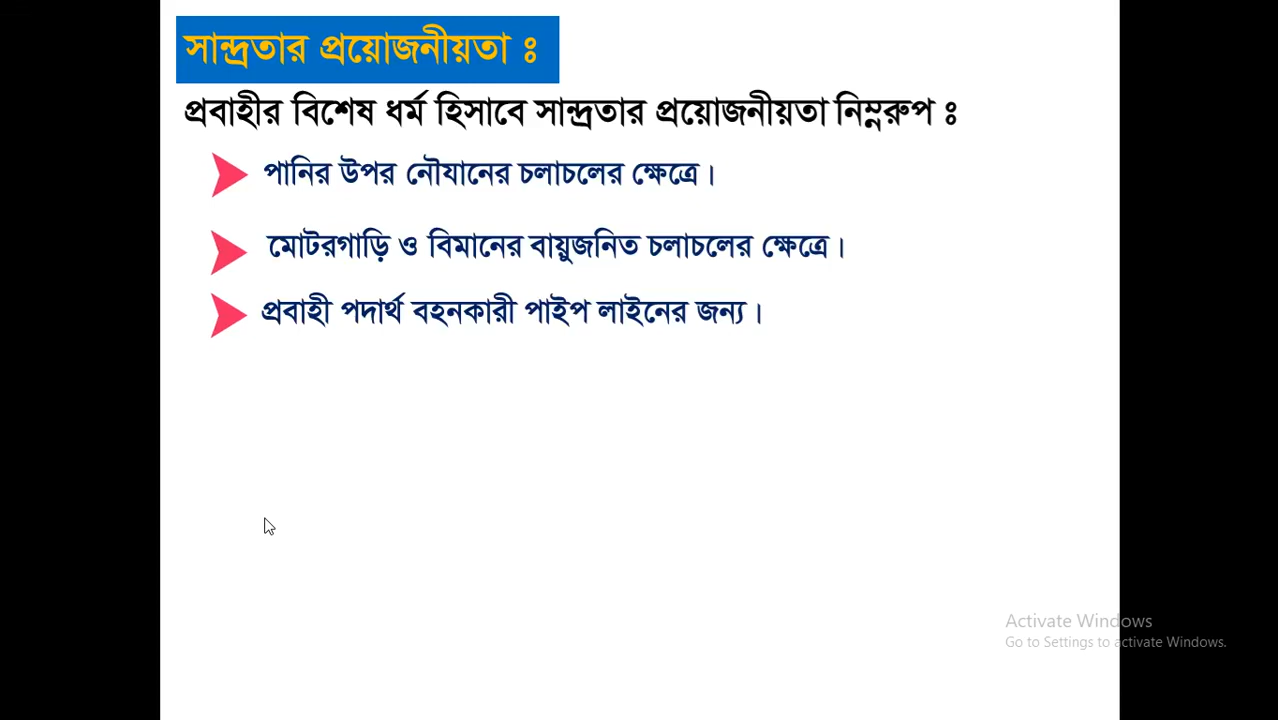 সান্দ্রতার প্রয়োজনীয়তা ঃ
প্রবাহীর বিশেষ ধর্ম হিসাবে সান্দ্রতার প্রয়োজনীয়তা নিম্নরুপ ঃ
পানির উপর নৌযানের চলাচলের ক্ষেত্রে।
মোটরগাড়ি ও বিমানের বায়ুজনিত চলাচলের ক্ষেত্রে।
প্রবাহী পদার্থ বহনকারী পাইপ লাইনের জন্য।
Activate Windows
Go to Settings to activate Windows.